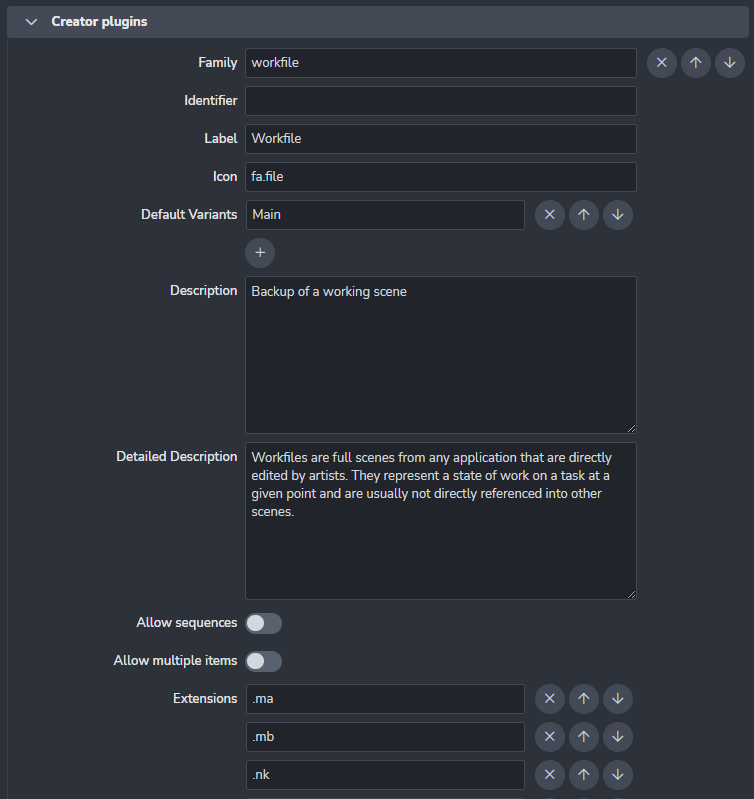 Creator plugins
Family workfile
Identifier
Label Workfile
Icon fa.file
Default Variants Main
Description Backup of a working scene
Detailed Description Workfiles are full scenes from any application that are directly
edited by artists. They represent a state of work on a task at a
given point and are usually not directly referenced into other
scenes.
Allow sequences
Allow multiple items
Extensions .ma
.mb
.nk